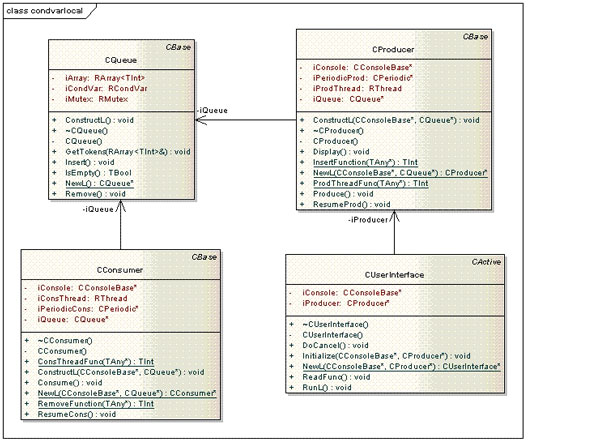 class condvarlocal
CBase
CQueue
- iArray: RArray<TInt>
- iCondVar: RCondVar
- iMutex: RMutex
+ ConstructL() : void
+ ~CQueue()
- CQueue()
+ GetTokens(RArray<TInt>&) : void
+ Insert() : void
+ IsEmpty() : TBool
+ NewL() : CQueue*
+ Remove() : void
CBase
CProducer
- iConsole: CConsoleBase*
- iPeriodicProd: CPeriodic*
- iProdThread: RThread
- iQueue: CQueue*
+ ConstructL(CConsoleBase*, CQueue*) : void
+ ~CProducer()
- CProducer()
+ Display() : void
+ InsertFunction(TAny*) : TInt
+ NewL(CConsoleBase*, CQueue*) : CProducer*
+ ProdThreadFunc(TAny*) : TInt
+ Produce() : void
+ ResumeProd() : void
-iQueue
-iQueue
-iProducer
CBase
CConsumer
- iConsole: CConsoleBase*
- iConsThread: RThread
- iPeriodicCons: CPeriodic*
- iQueue: CQueue*
+ ~CConsumer()
- CConsumer()
+ ConsThreadFunc(TAny*) : TInt
+ ConstructL(CConsoleBase*, CQueue*) : void
+ Consume() : void
+ NewL(CConsoleBase*, CQueue*) : CConsumer*
+ RemoveFunction(TAny*) : TInt
+ ResumeCons() : void
CActive
CUserInterface
- iConsole: CConsoleBase*
- iProducer: CProducer*
+ ~CUserInterface()
- CUserInterface()
+ DoCancel() : void
+ Initialize(CConsoleBase*, CProducer*) : void
+ NewL(CConsoleBase*, CProducer*) : CUserInterface*
+ ReadFunc() : void
+ RunL() : void